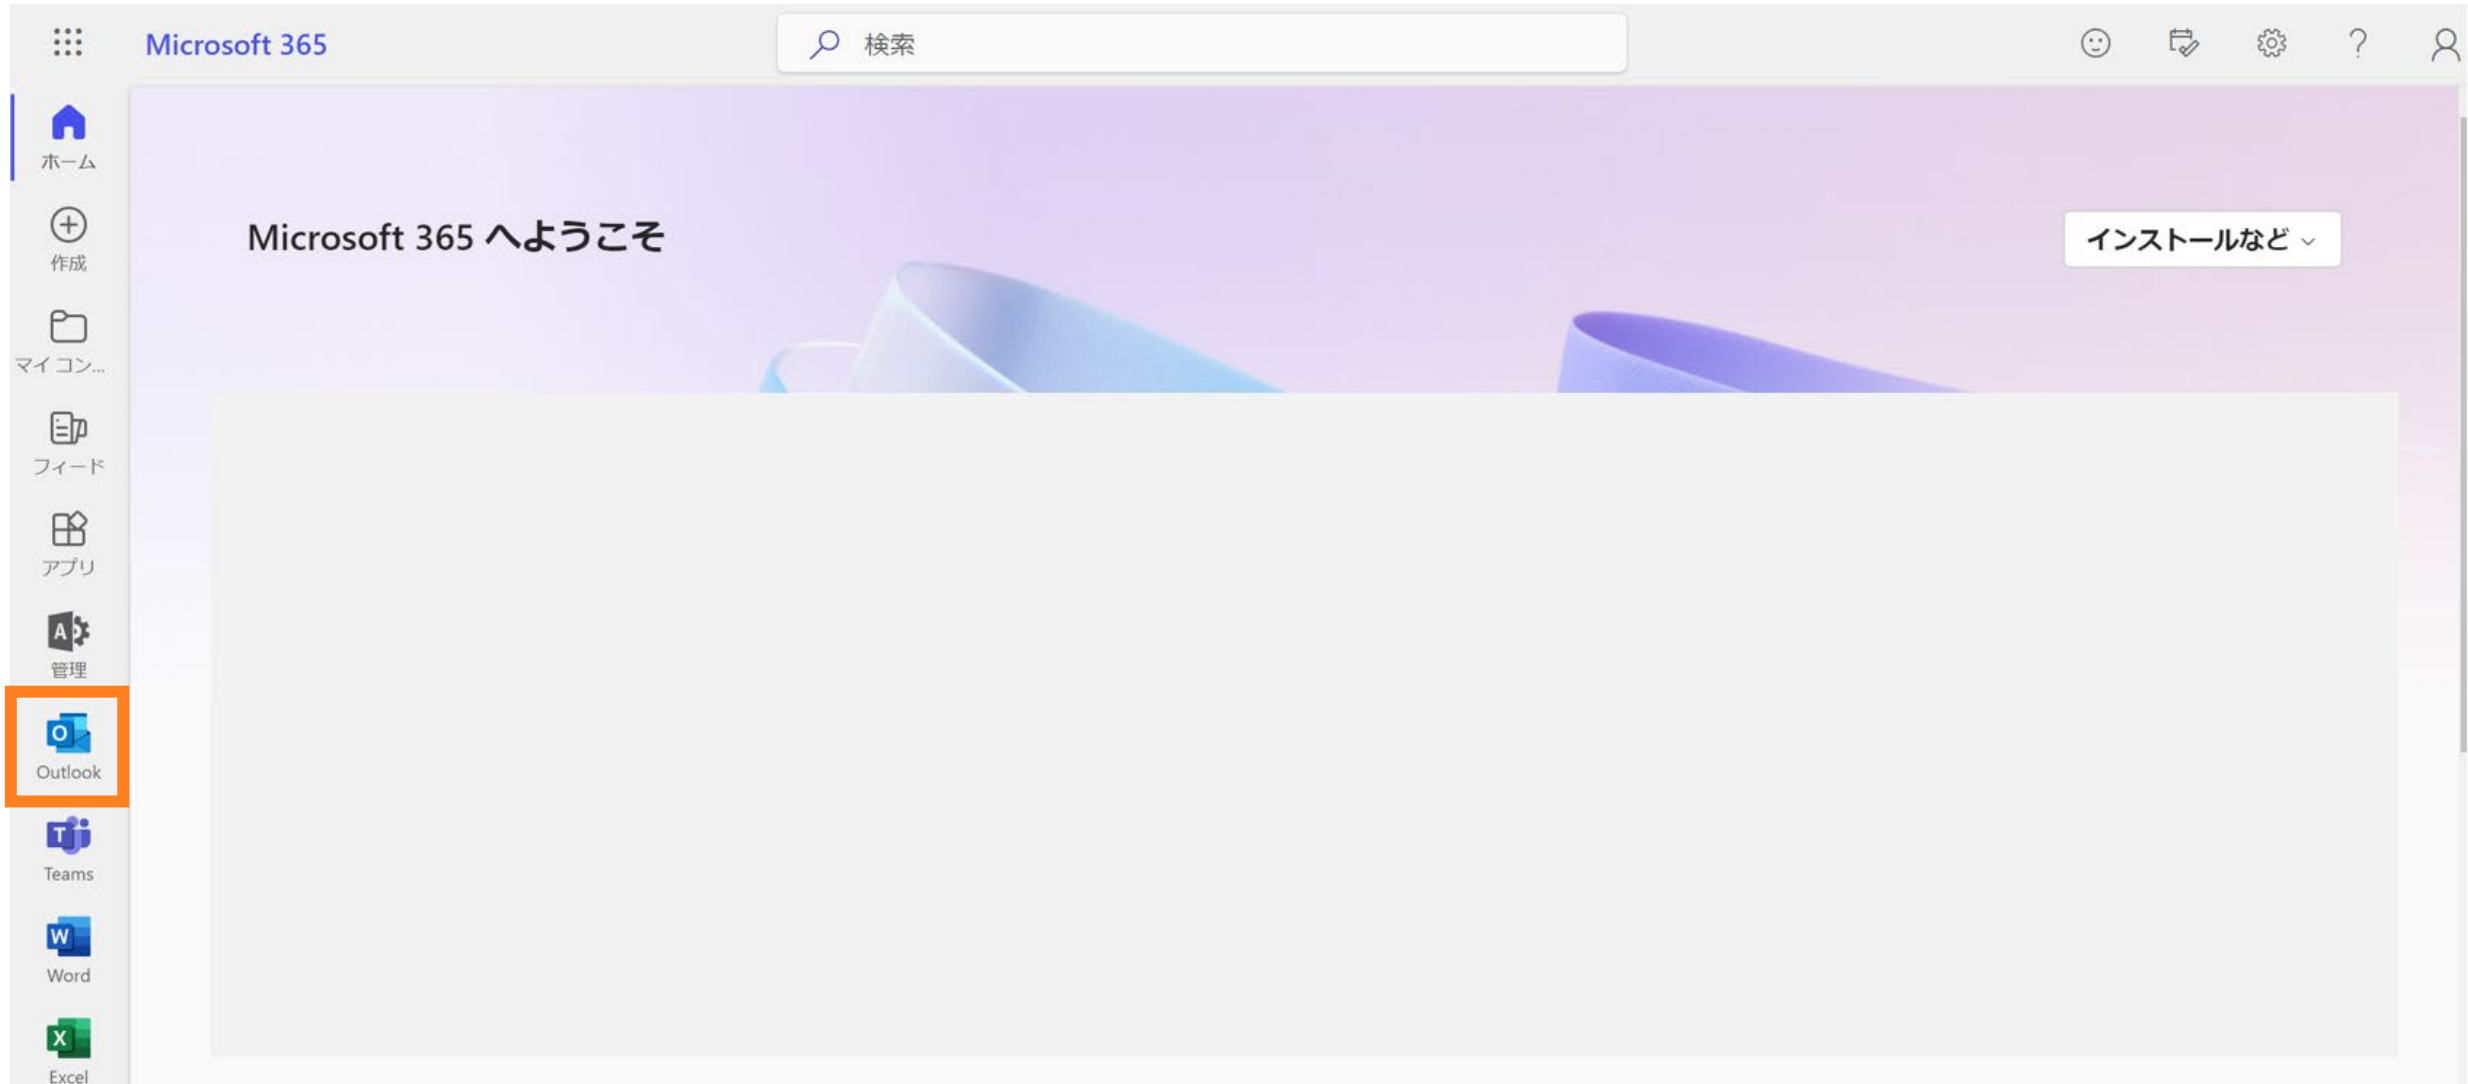 Microsoft 365
検索
ホーム
作成
マイ コン...
フィード
アプリ
管理
Outlook
Teams
Word
Excel
Microsoft 365 へようこそ
インストールなど